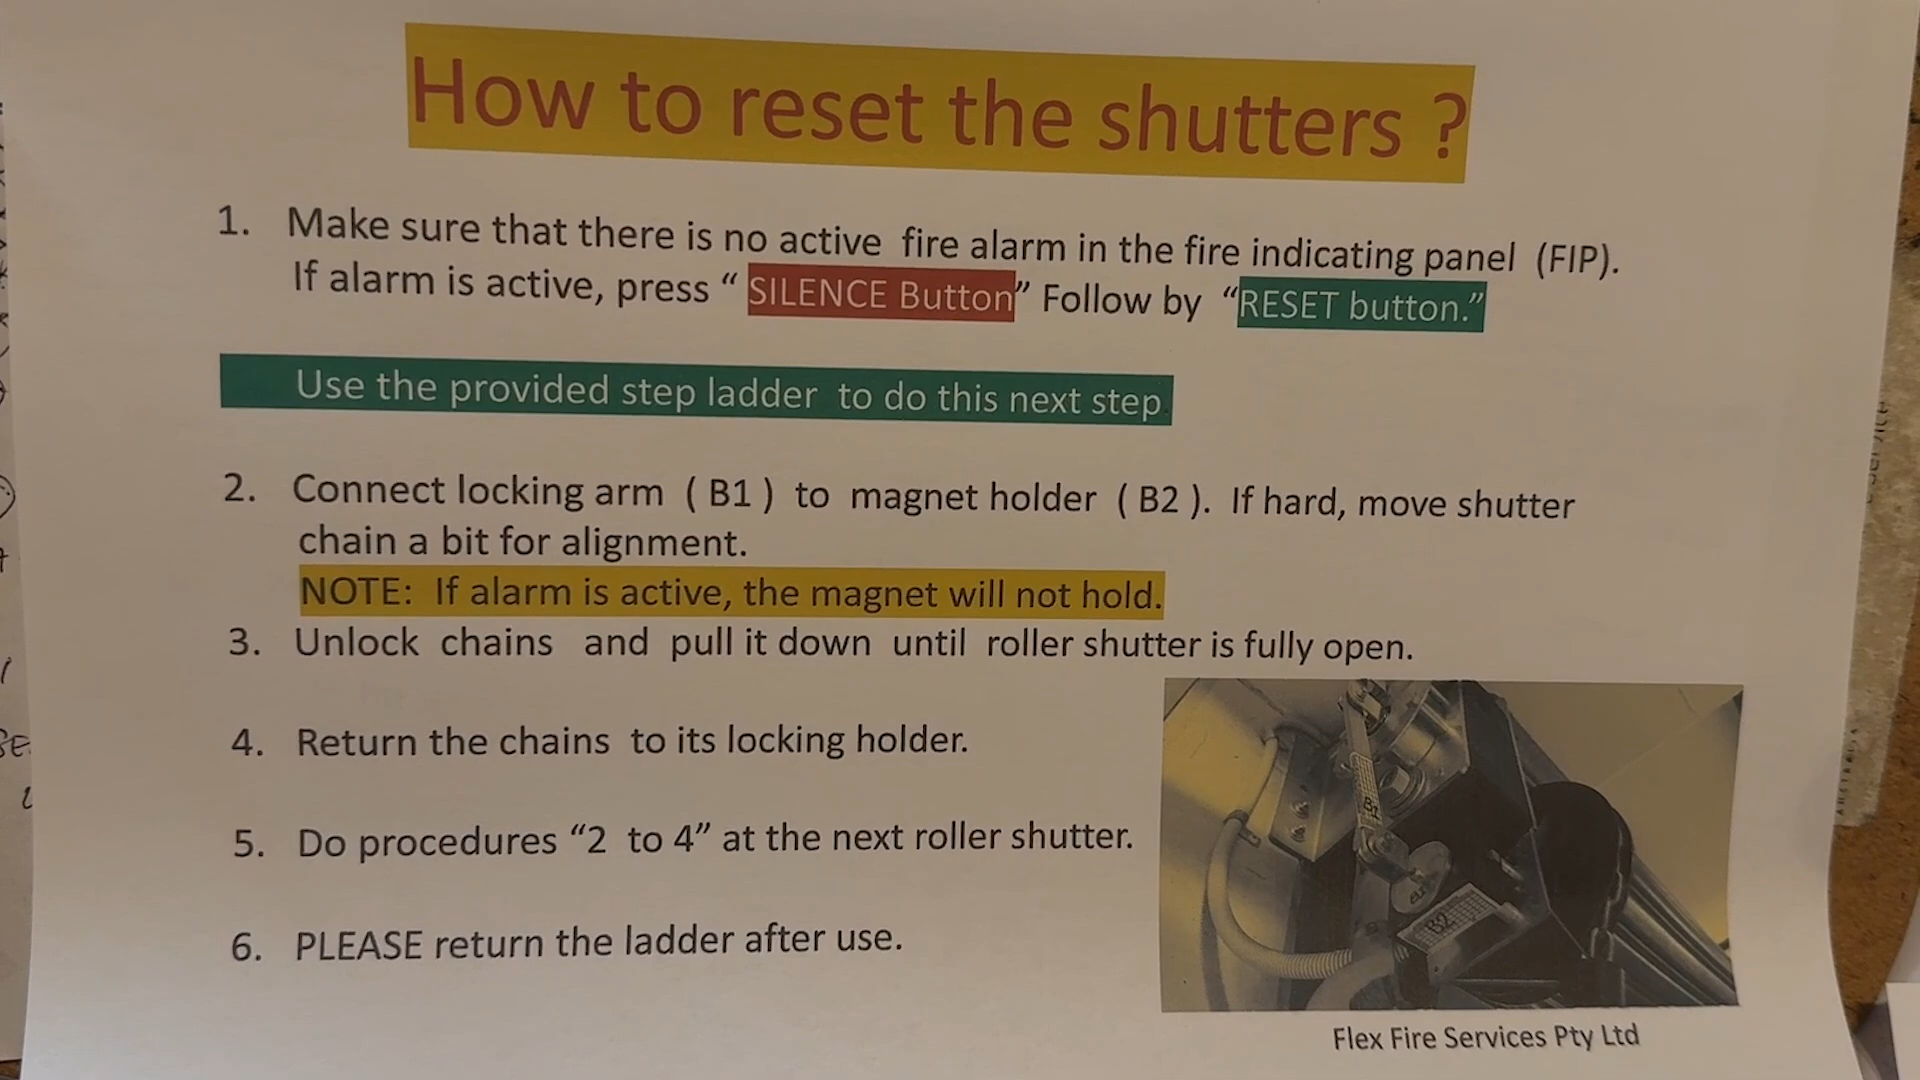 How to reset the shutters ?
1. Make sure that there is no active fire alarm in the fire indicating panel (FIP).
If alarm is active, press “ SILENCE Button” Follow by “RESET button.”
Use the provided step ladder to do this next step.
2. Connect locking arm ( B1 ) to magnet holder ( B2 ). If hard, move shutter
chain a bit for alignment.
NOTE: If alarm is active, the magnet will not hold.
3. Unlock chains and pull it down until roller shutter is fully open.
4. Return the chains to its locking holder.
5. Do procedures “2 to 4” at the next roller shutter.
6. PLEASE return the ladder after use.
B1
B2
Flex Fire Services Pty Ltd